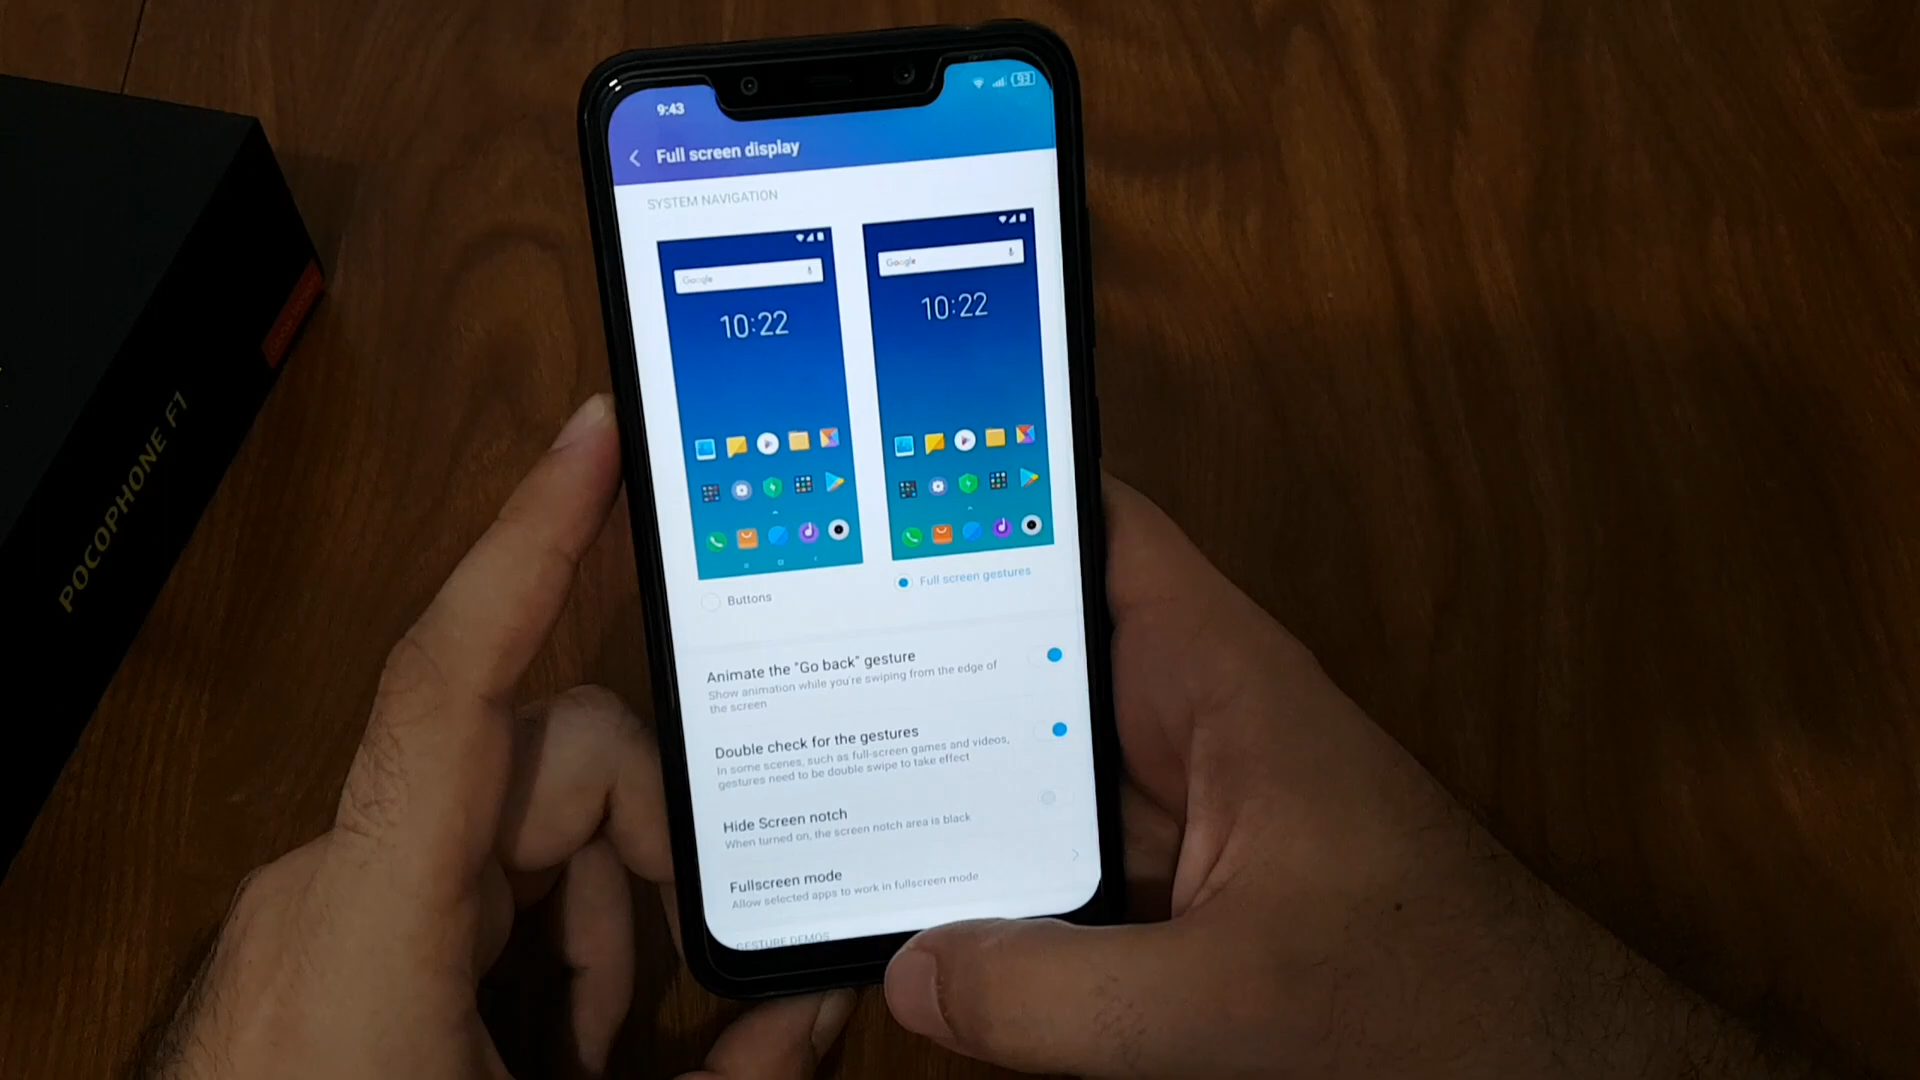 POCOPHONE F1
9:43
93
Full screen display
SYSTEM NAVIGATION
Google
10:22
Google
10:22
Buttons
Full screen gestures
Animate the "Go back" gesture
Show animation while you're swiping from the edge of
the screen
Double check for the gestures
In some scenes, such as full-screen games and videos,
gestures need to be double swipe to take effect
Hide Screen notch
When turned on, the screen notch area is black
Fullscreen mode
Allow selected apps to work in fullscreen mode
GESTURE DEMOS